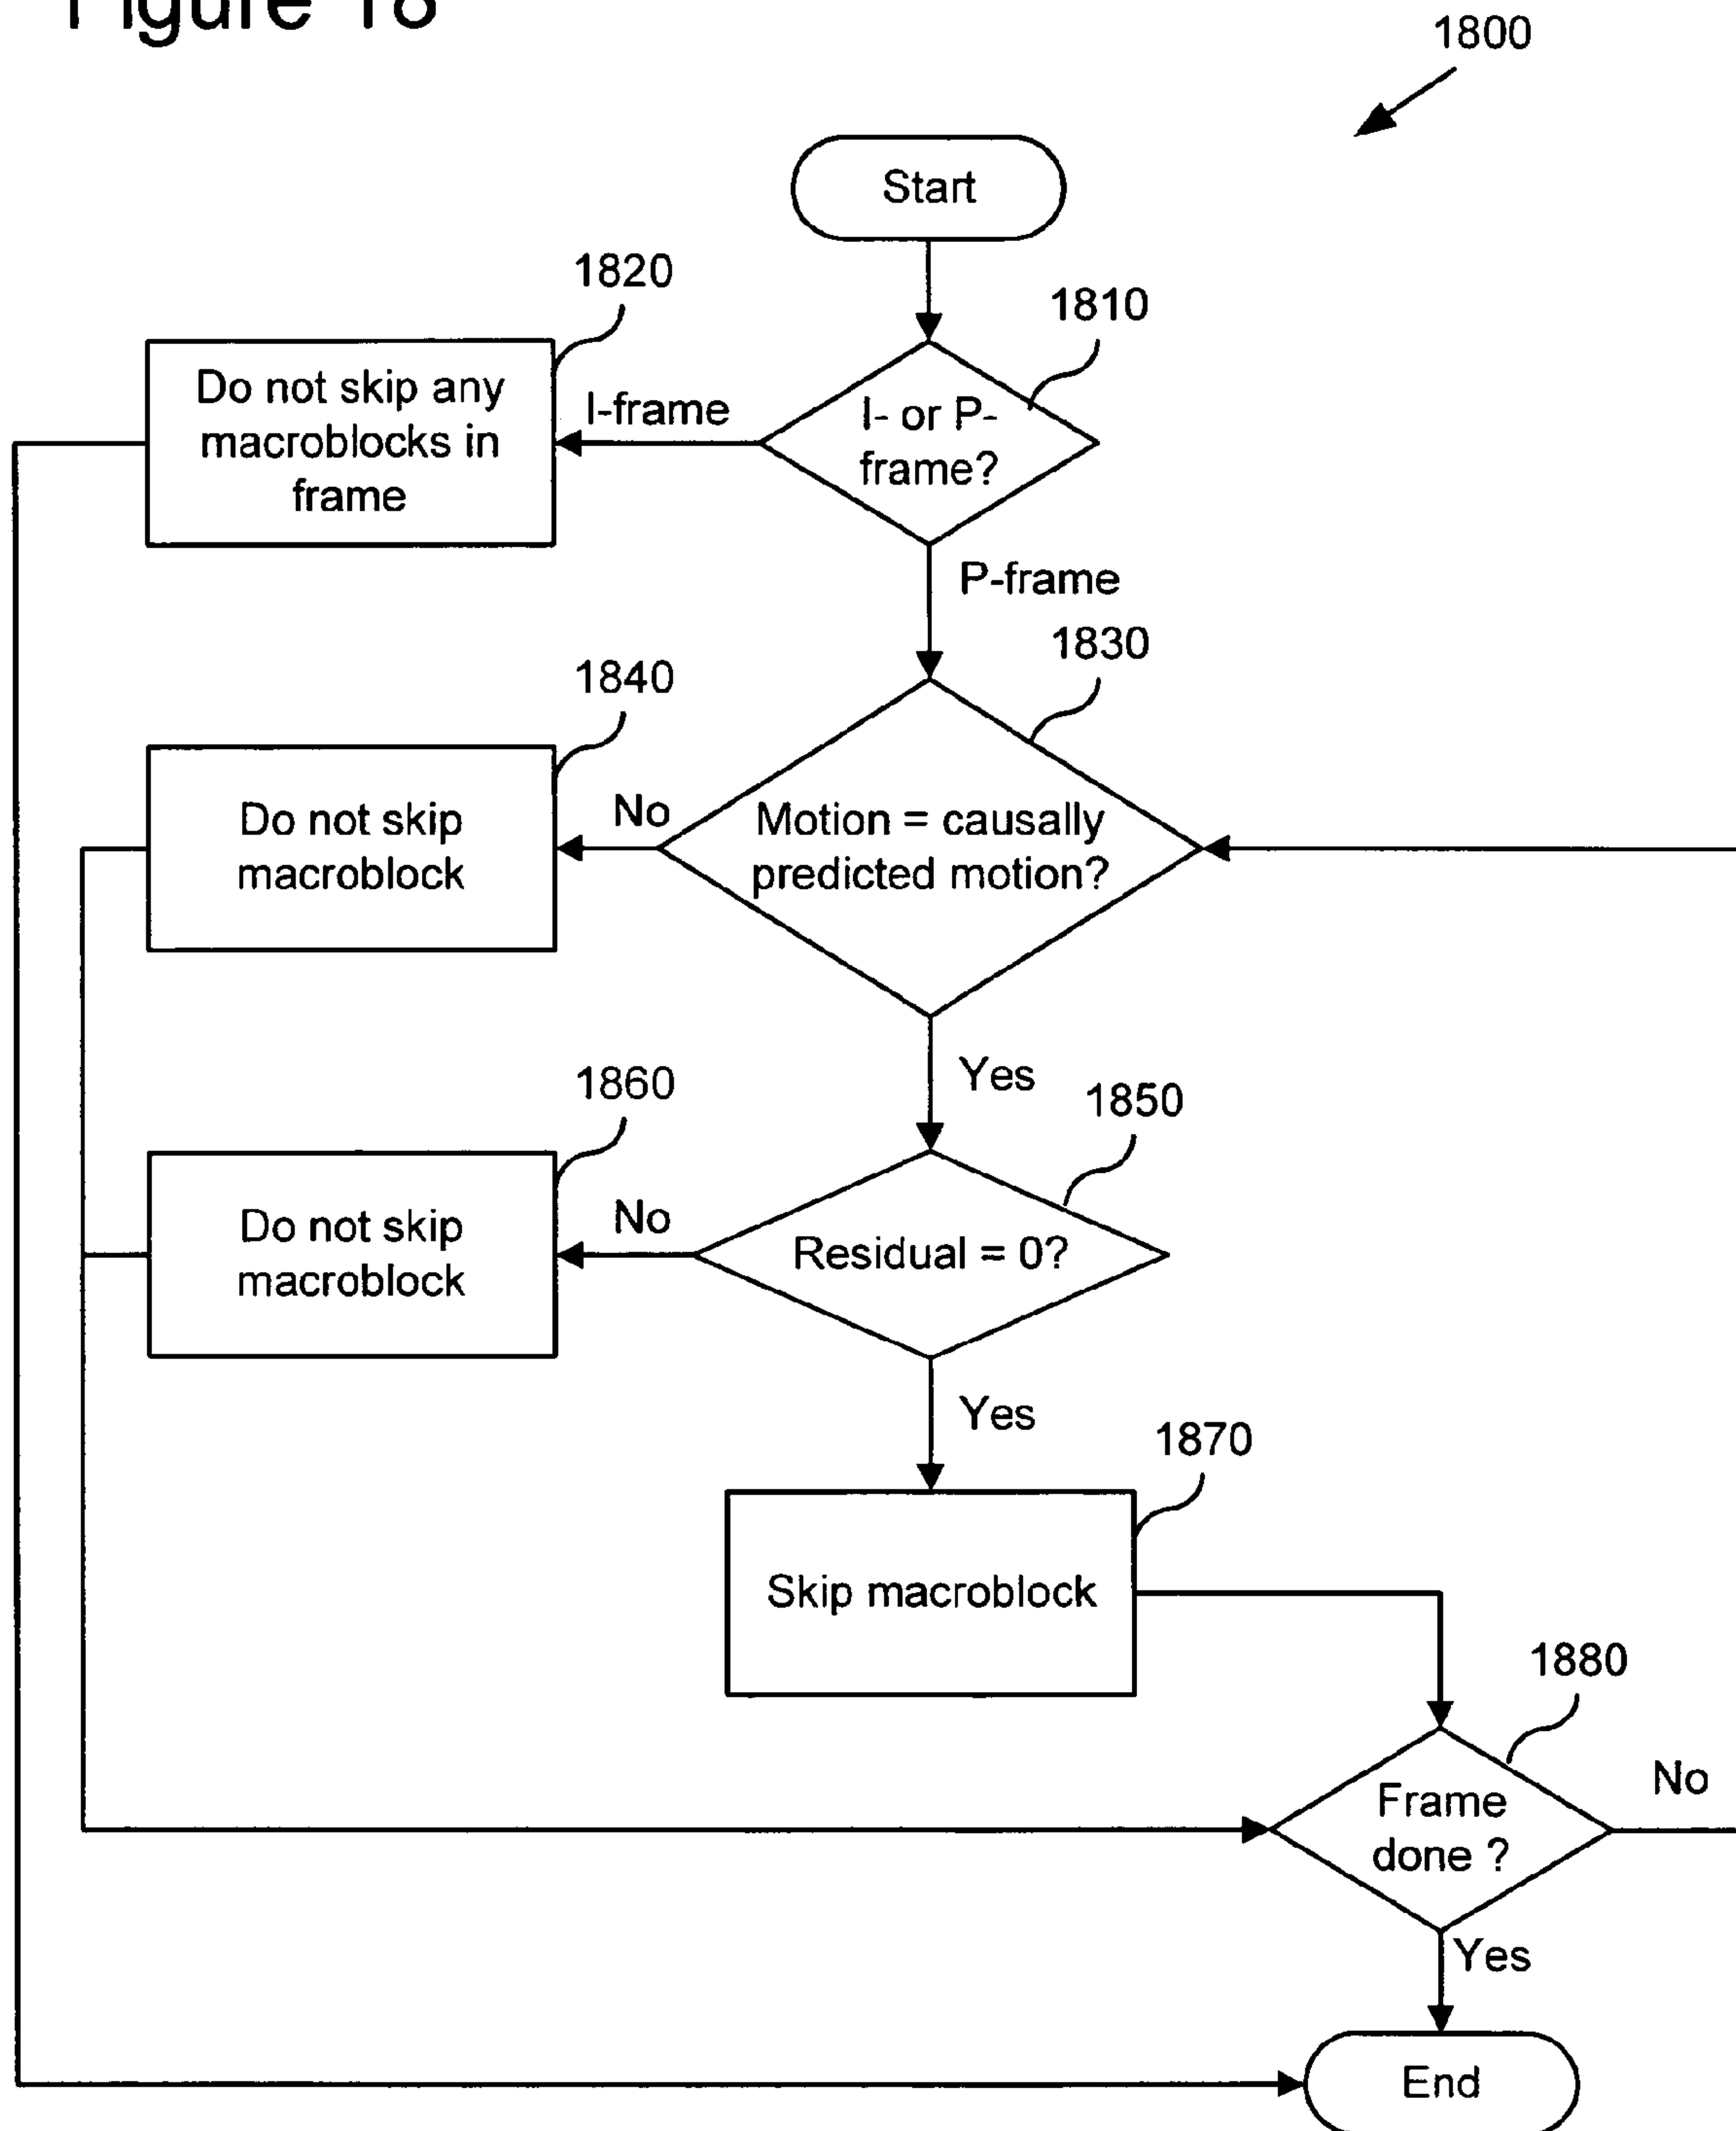 Figure 18
1800
Start
1820
1810
Do not skip any
macroblocks in
frame
I-frame
I- or P-
frame?
P-frame
1830
1840
Do not skip
macroblock
No
Motion = causally
predicted motion?
Yes
1860
1850
Do not skip
macroblock
No
Residual = 0?
Yes
1870
Skip macroblock
1880
No
Frame
done ?
Yes
End